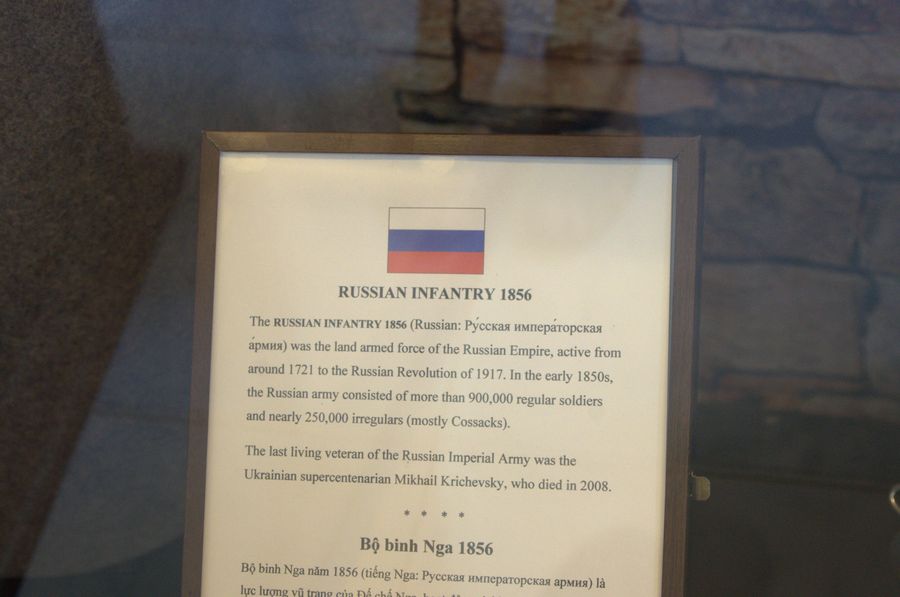 RUSSIAN INFANTRY 1856
The RUSSIAN INFANTRY 1856 (Russian: Ру́сская импера́торская
а́рмия) was the land armed force of the Russian Empire, active from
around 1721 to the Russian Revolution of 1917. In the early 1850s,
the Russian army consisted of more than 900,000 regular soldiers
and nearly 250,000 irregulars (mostly Cossacks).
The last living veteran of the Russian Imperial Army was the
Ukrainian supercentenarian Mikhail Krichevsky, who died in 2008.
* * * *
Bộ binh Nga 1856
Bộ binh Nga năm 1856 (tiếng Nga: Русская императорская армия) là
lực lượng vũ trang của Đế chế Nga